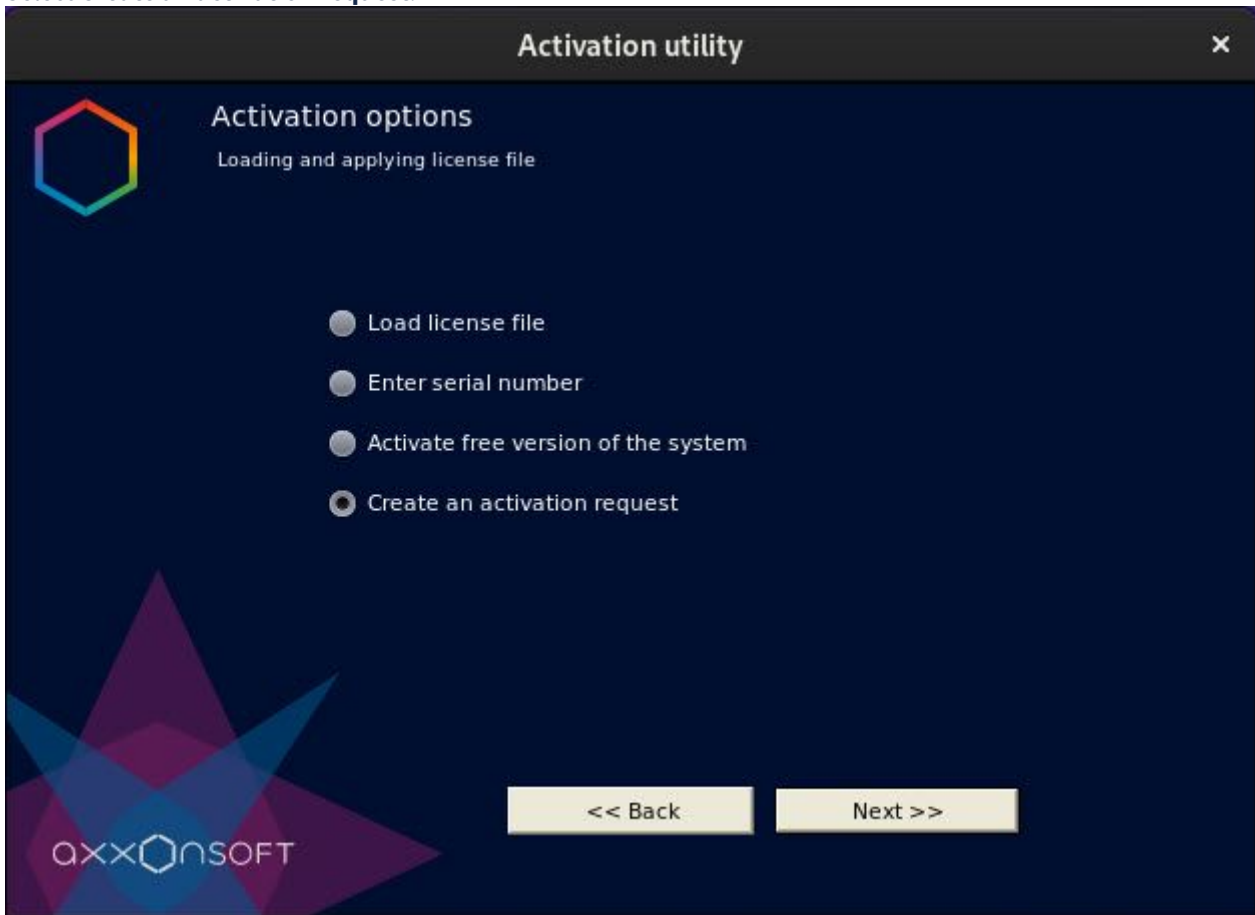 Activation utility
Activation options
Loading and applying license file
Load license file
Enter serial number
Activate free version of the system
Create an activation request
<< Back
Next >>
axxonsoft